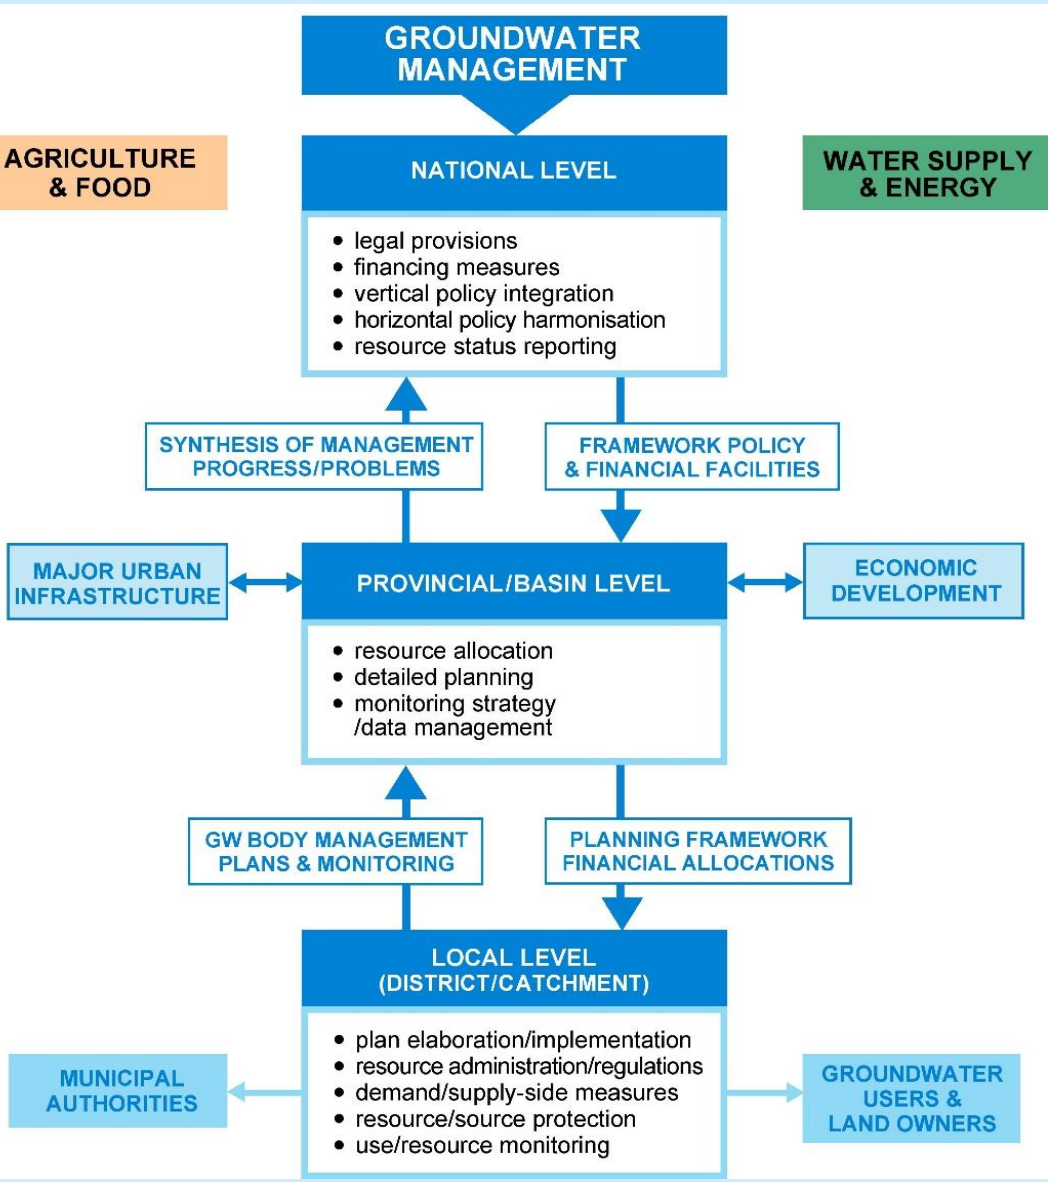 GROUNDWATER
MANAGEMENT
AGRICULTURE
& FOOD
NATIONAL LEVEL
WATER SUPPLY
& ENERGY
• legal provisions
• financing measures
• vertical policy integration
• horizontal policy harmonisation
• resource status reporting
SYNTHESIS OF MANAGEMENT
PROGRESS/PROBLEMS
FRAMEWORK POLICY
& FINANCIAL FACILITIES
MAJOR URBAN
INFRASTRUCTURE
PROVINCIAL/BASIN LEVEL
ECONOMIC
DEVELOPMENT
• resource allocation
• detailed planning
• monitoring strategy
/data management
GW BODY MANAGEMENT
PLANS & MONITORING
PLANNING FRAMEWORK
FINANCIAL ALLOCATIONS
LOCAL LEVEL
(DISTRICT/CATCHMENT)
• plan elaboration/implementation
• resource administration/regulations
• demand/supply-side measures
• resource/source protection
• use/resource monitoring
MUNICIPAL
AUTHORITIES
GROUNDWATER
USERS &
LAND OWNERS